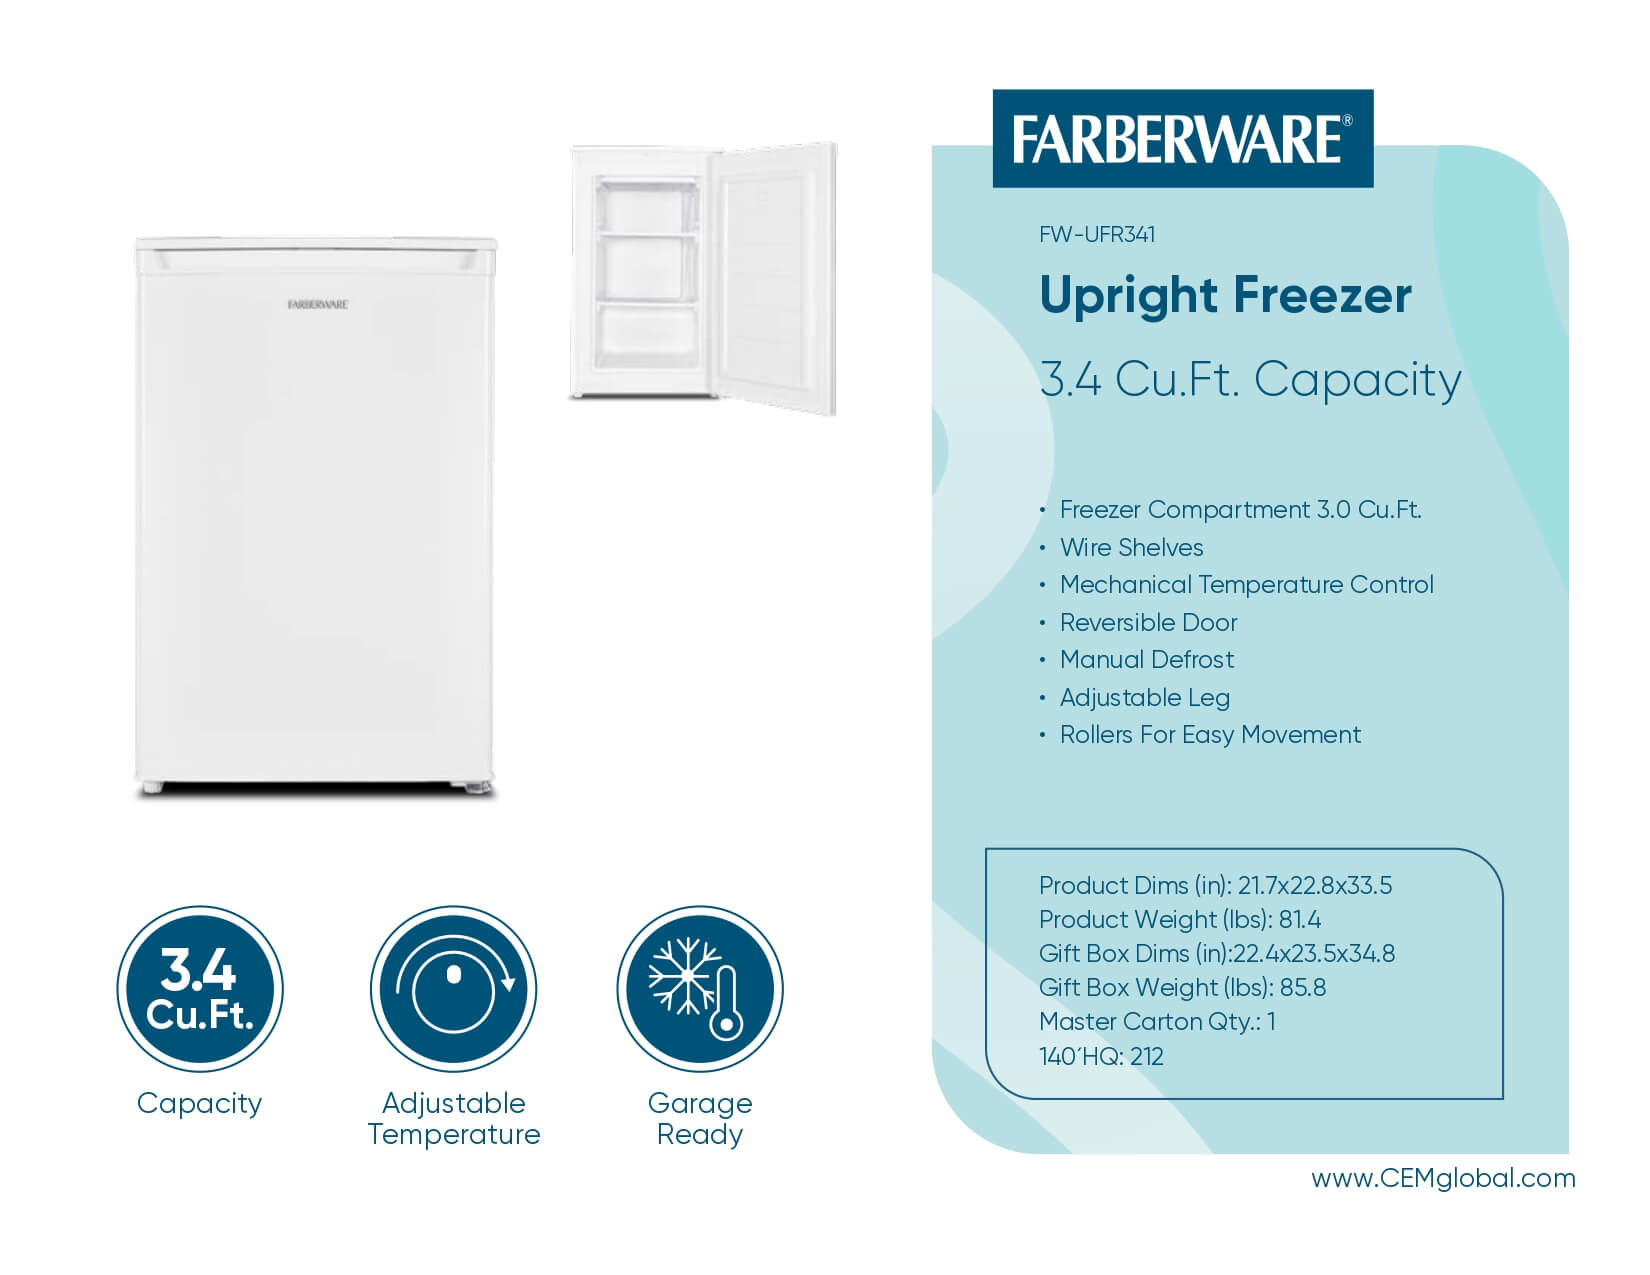 FARBERWARE®
FW-UFR341
Upright Freezer
3.4 Cu.Ft. Capacity
• Freezer Compartment 3.0 Cu.Ft.
• Wire Shelves
• Mechanical Temperature Control
• Reversible Door
• Manual Defrost
• Adjustable Leg
• Rollers For Easy Movement
Product Dims (in): 21.7x22.8x33.5
Product Weight (lbs): 81.4
Gift Box Dims (in):22.4x23.5x34.8
Gift Box Weight (lbs): 85.8
Master Carton Qty.: 1
140´HQ: 212
www.CEMglobal.com
FARBERWARE
3.4
Cu.Ft.
Capacity
Adjustable
Temperature
Garage
Ready